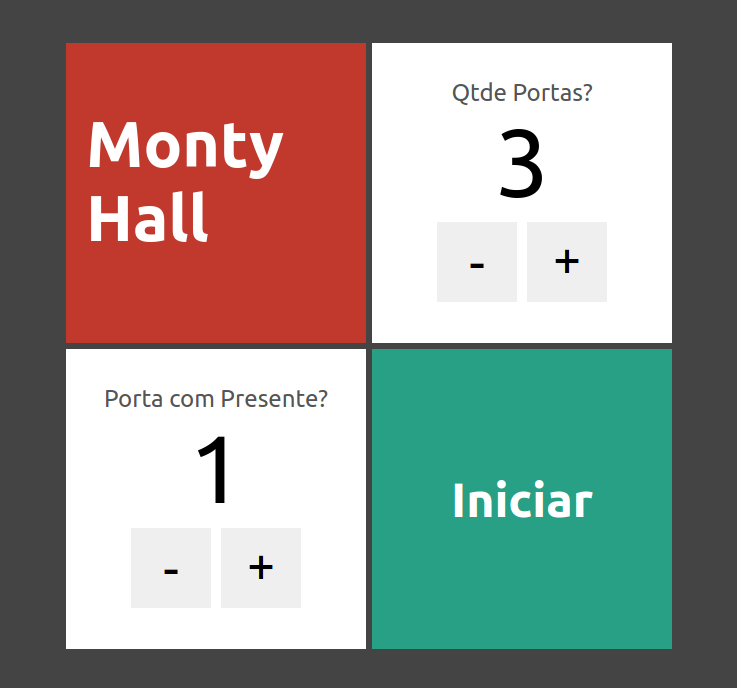 Monty
Hall
Qtde Portas?
3
- +
Porta com Presente?
1
- +
Iniciar